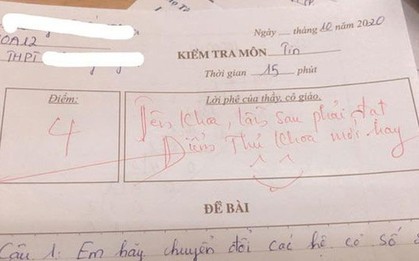 Ngày ... tháng 10 năm 2020
0A12
THPT
KIỂM TRA MÔN Tin
Thời gian 15 phút
Điểm:
4
Lời phê của thầy, cô giáo.
Tên Khoa, lần sau phải đạt
Điểm Thủ Khoa mới hay
^ ^
ĐỀ BÀI
Câu 1: Em hãy chuyển đổi các hệ cơ số